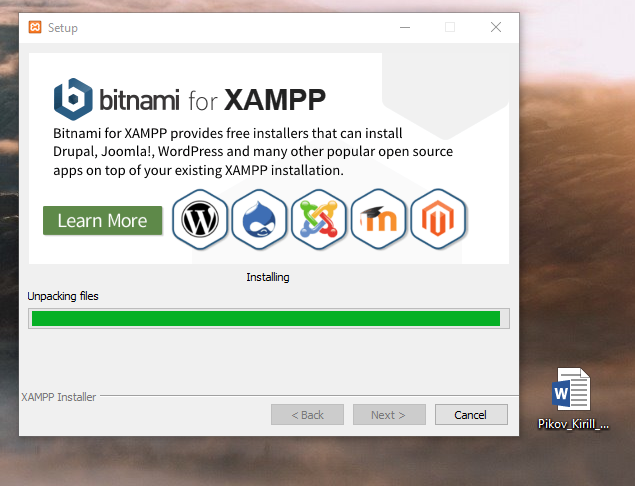 Setup
bitnami for XAMPP
Bitnami for XAMPP provides free installers that can install
Drupal, Joomla!, WordPress and many other popular open source
apps on top of your existing XAMPP installation.
Learn More
Installing
Unpacking files
XAMPP Installer
< Back
Next >
Cancel
W
Pikov_Kirill_...